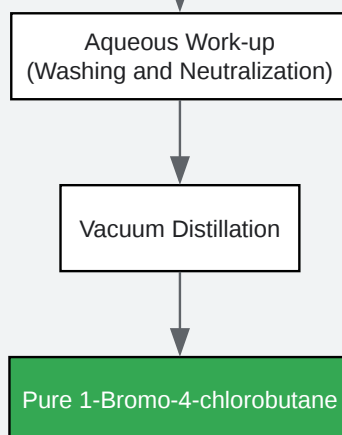 Aqueous Work-up
(Washing and Neutralization)
Vacuum Distillation
Pure 1-Bromo-4-chlorobutane